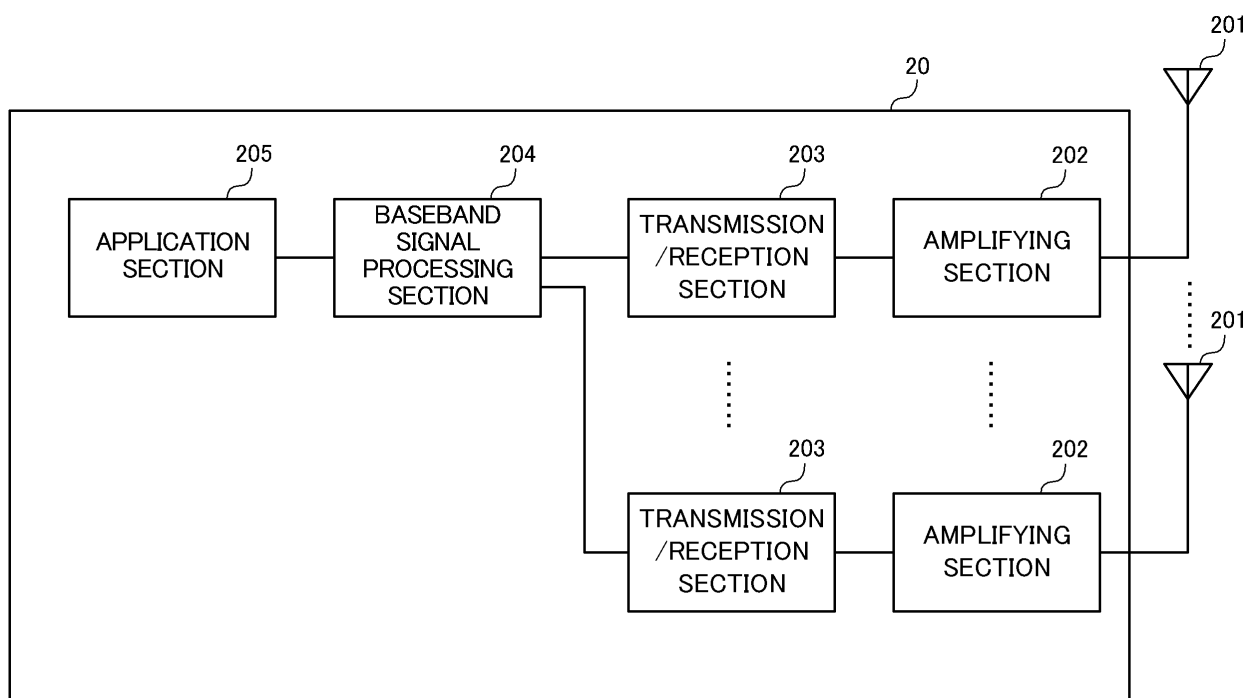 201
20
205
204
203
202
APPLICATION
SECTION
BASEBAND
SIGNAL
PROCESSING
SECTION
TRANSMISSION
/RECEPTION
SECTION
AMPLIFYING
SECTION
201
203
202
TRANSMISSION
/RECEPTION
SECTION
AMPLIFYING
SECTION